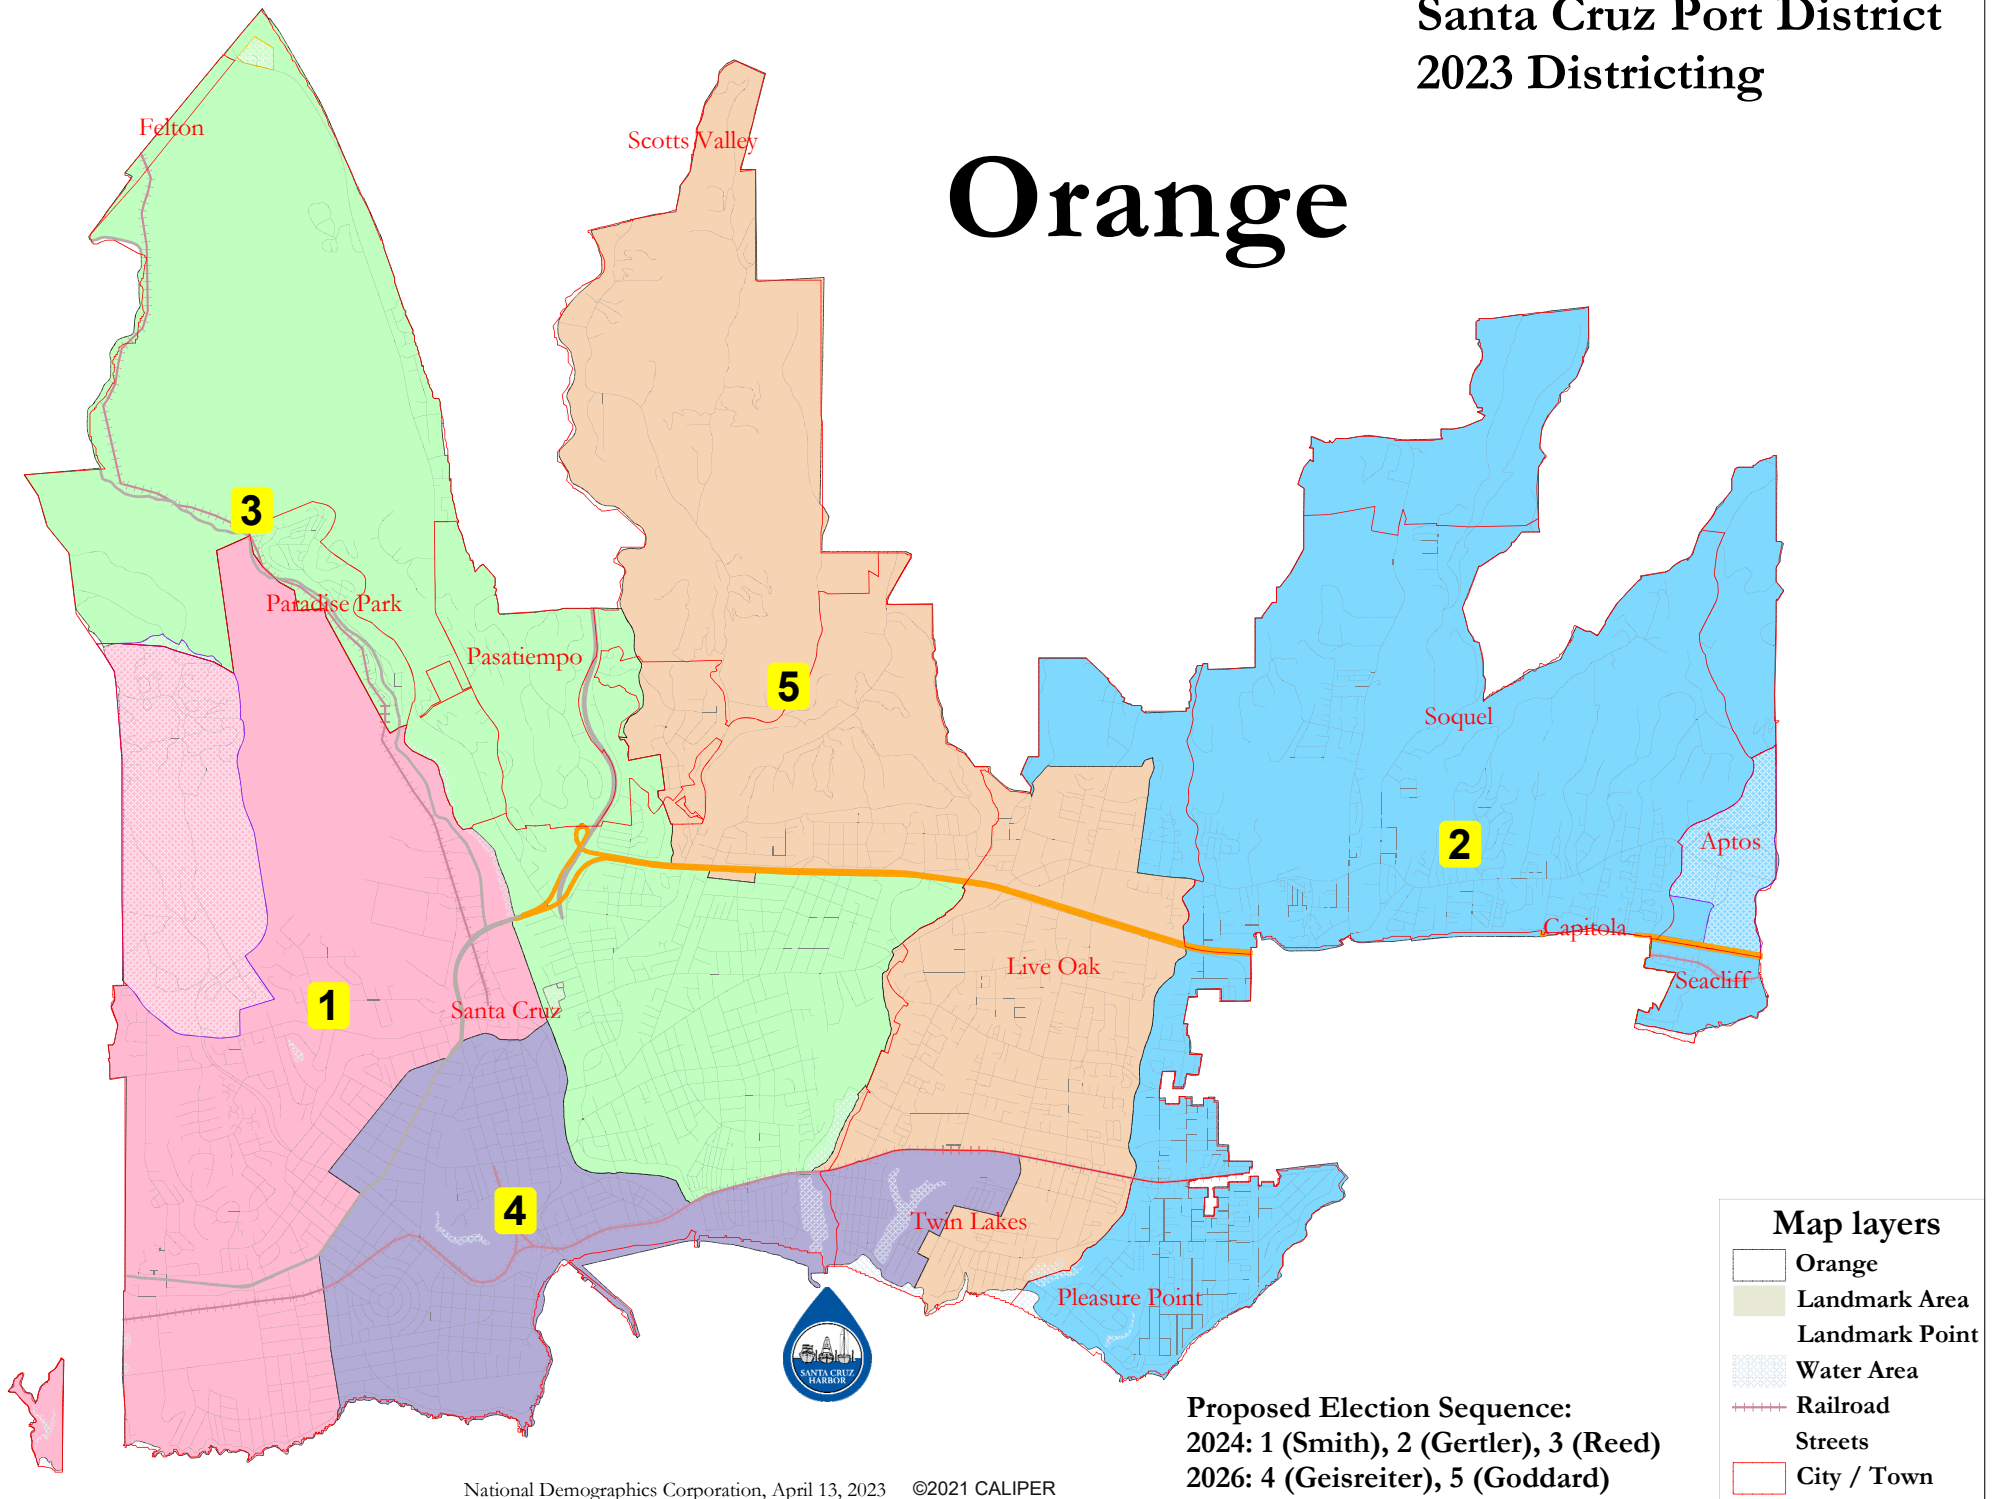 Santa Cruz Port District
2023 Districting
Orange
Felton
Scotts Valley
3
Paradise Park
Pasatiempo
5
Soquel
2
Aptos
Capitola
Live Oak
Seacliff
1
Santa Cruz
4
Twin Lakes
Pleasure Point
SANTA CRUZ
HARBOR
Map layers
Orange
Landmark Area
Landmark Point
Water Area
Railroad
Streets
City / Town
Proposed Election Sequence:
2024: 1 (Smith), 2 (Gertler), 3 (Reed)
2026: 4 (Geisreiter), 5 (Goddard)
National Demographics Corporation, April 13, 2023 ©2021 CALIPER